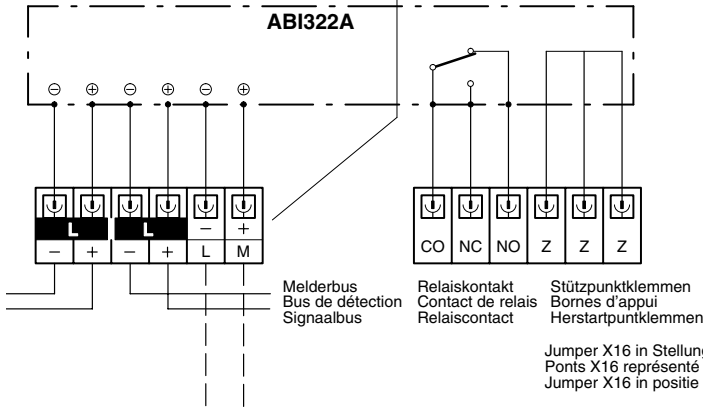 ABI322A
⊖ ⊕ ⊖ ⊕ ⊖ ⊕
L L − +
− + − + L M
CO NC NO Z Z Z
Melderbus
Bus de détection
Signaalbus
Relaiskontakt
Contact de relais
Relaiscontact
Stützpunktklemmen
Bornes d'appui
Herstartpuntklemmen
Jumper X16 in Stellung
Ponts X16 représenté
Jumper X16 in positie